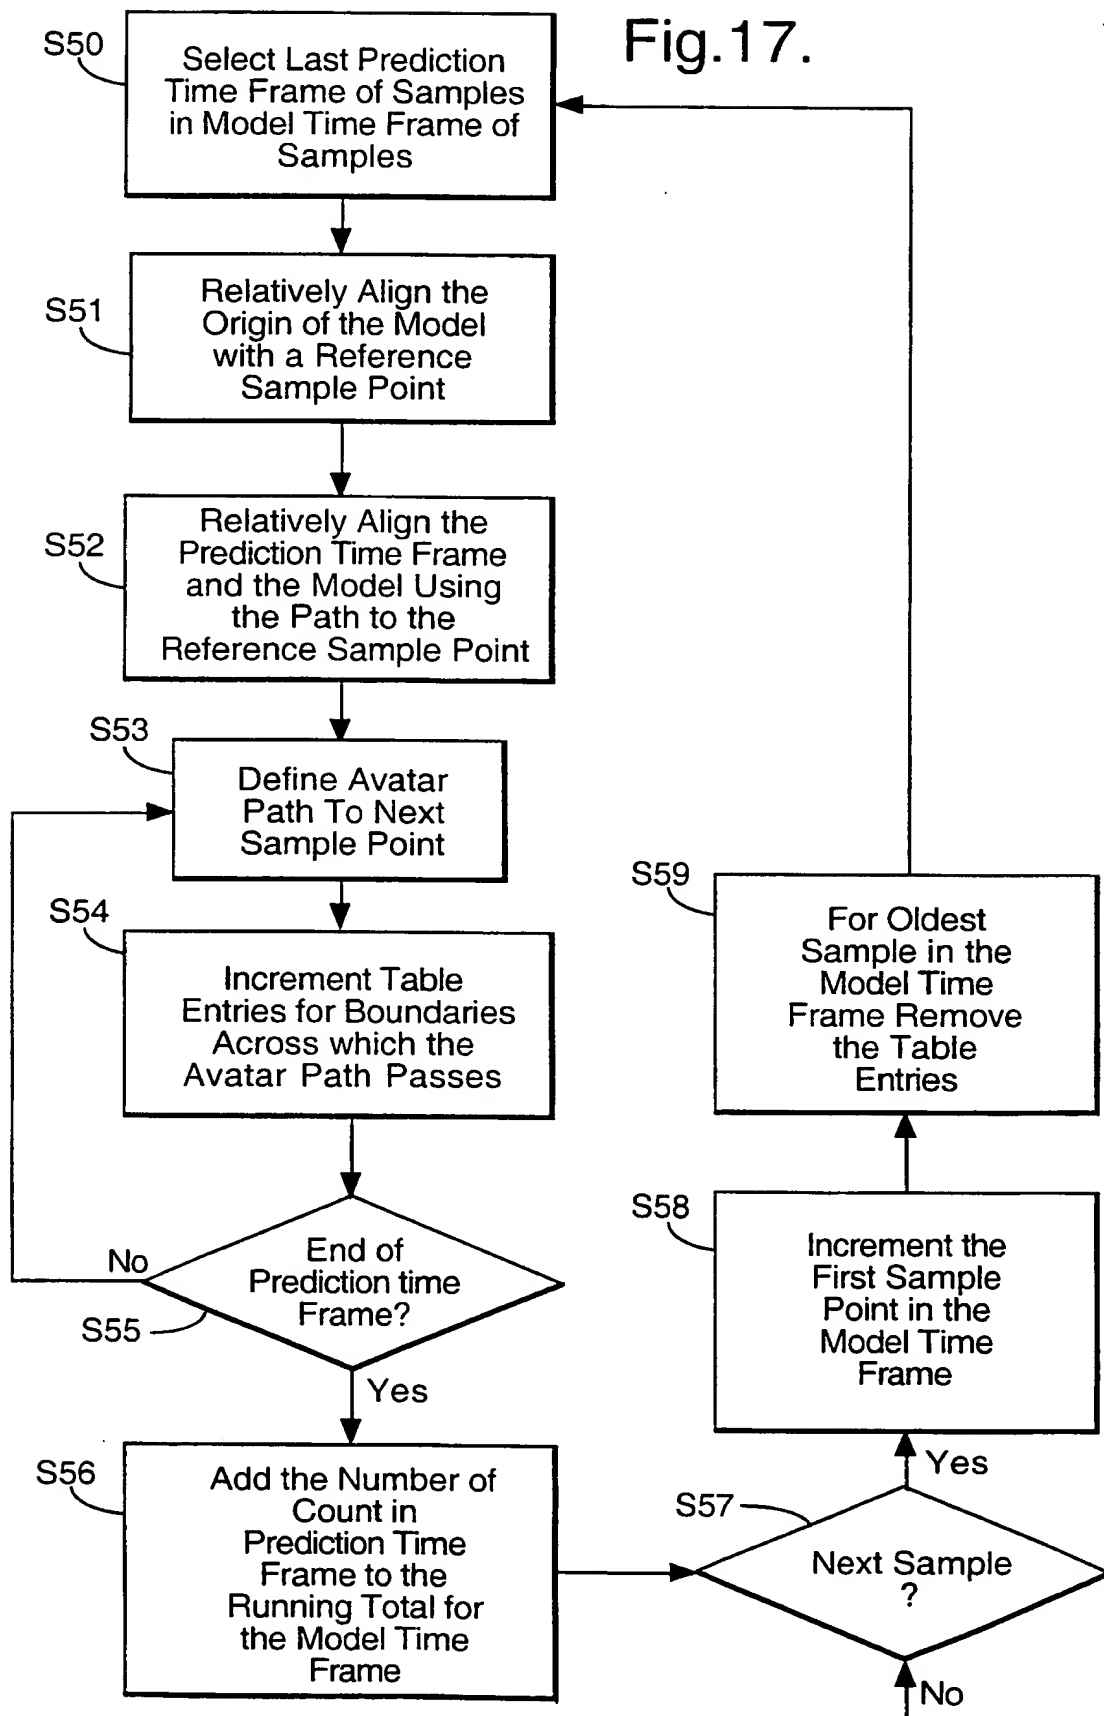 Fig.17.
S50
Select Last Prediction
Time Frame of Samples
in Model Time Frame of
Samples
S51
Relatively Align the
Origin of the Model
with a Reference
Sample Point
S52
Relatively Align the
Prediction Time Frame
and the Model Using
the Path to the
Reference Sample Point
S53
Define Avatar
Path To Next
Sample Point
S54
Increment Table
Entries for Boundaries
Across which the
Avatar Path Passes
No
End of
Prediction time
Frame?
S55
Yes
S56
Add the Number of
Count in
Prediction Time
Frame to the
Running Total for
the Model Time
Frame
S57
Next Sample
?
No
Yes
S58
Increment the
First Sample
Point in the
Model Time
Frame
S59
For Oldest
Sample in the
Model Time
Frame Remove
the Table
Entries